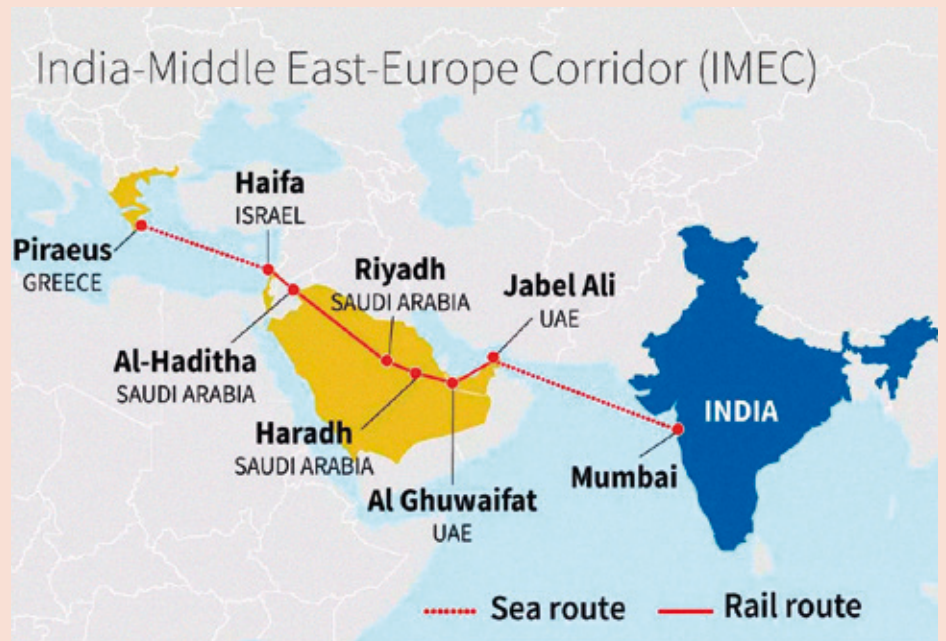 India-Middle East-Europe Corridor (IMEC)
Haifa
ISRAEL
Piraeus
GREECE
Riyadh
SAUDI ARABIA
Jabel Ali
UAE
Al-Haditha
SAUDI ARABIA
Haradh
SAUDI ARABIA
Al Ghuwaifat
UAE
INDIA
Mumbai
Sea route
Rail route